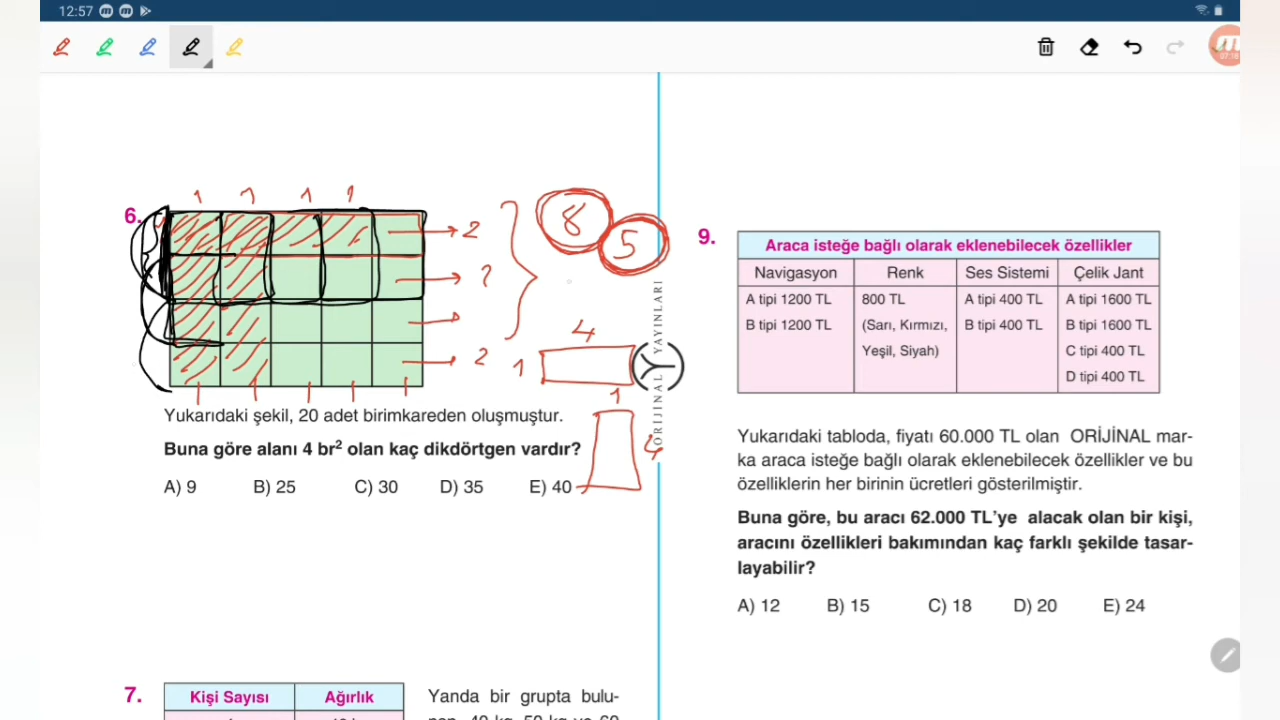 12:57
6.
1 1 1 1
2
2
2
8
5
4
1
1
4
Yukarıdaki şekil, 20 adet birimkareden oluşmuştur.
Buna göre alanı 4 br² olan kaç dikdörtgen vardır?
A) 9 B) 25 C) 30 D) 35 E) 40
ORİJİNAL YAYINLARI
7.
Kişi Sayısı Ağırlık
Yanda bir grupta bulu-
9.
Araca isteğe bağlı olarak eklenebilecek özellikler
Navigasyon Renk Ses Sistemi Çelik Jant
A tipi 1200 TL 800 TL A tipi 400 TL A tipi 1600 TL
B tipi 1200 TL (Sarı, Kırmızı, B tipi 400 TL B tipi 1600 TL
Yeşil, Siyah) C tipi 400 TL
D tipi 400 TL
Yukarıdaki tabloda, fiyatı 60.000 TL olan ORİJİNAL mar-
ka araca isteğe bağlı olarak eklenebilecek özellikler ve bu
özelliklerin her birinin ücretleri gösterilmiştir.
Buna göre, bu aracı 62.000 TL'ye alacak olan bir kişi,
aracını özellikleri bakımından kaç farklı şekilde tasar-
layabilir?
A) 12 B) 15 C) 18 D) 20 E) 24